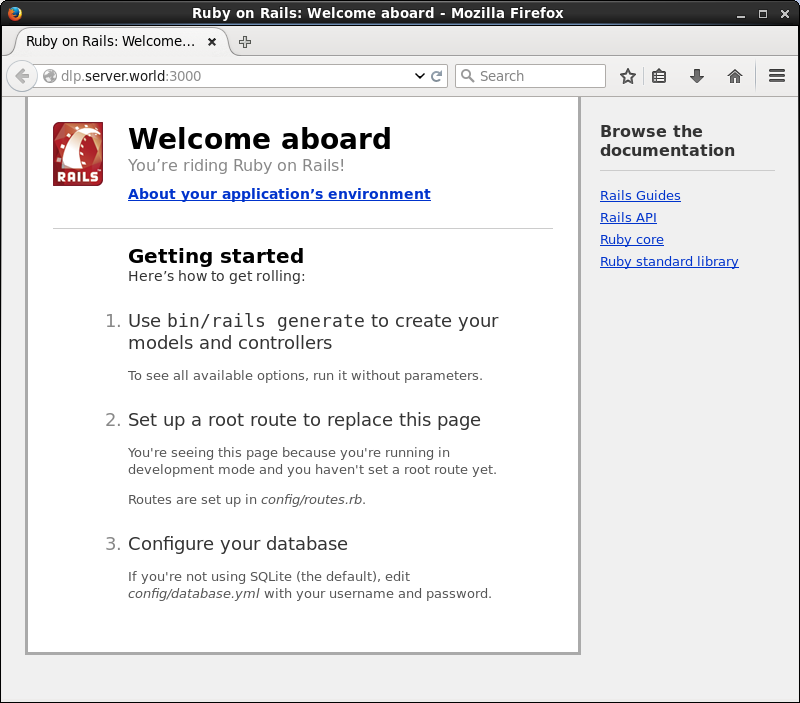 Ruby on Rails: Welcome aboard - Mozilla Firefox
Ruby on Rails: Welcome...
dlp.server.world:3000
Search
RAILS
Welcome aboard
You’re riding Ruby on Rails!
About your application’s environment
Getting started
Here’s how to get rolling:
1. Use bin/rails generate to create your
models and controllers
To see all available options, run it without parameters.
2. Set up a root route to replace this page
You're seeing this page because you're running in
development mode and you haven't set a root route yet.
Routes are set up in config/routes.rb.
3. Configure your database
If you're not using SQLite (the default), edit
config/database.yml with your username and password.
Browse the
documentation
Rails Guides
Rails API
Ruby core
Ruby standard library